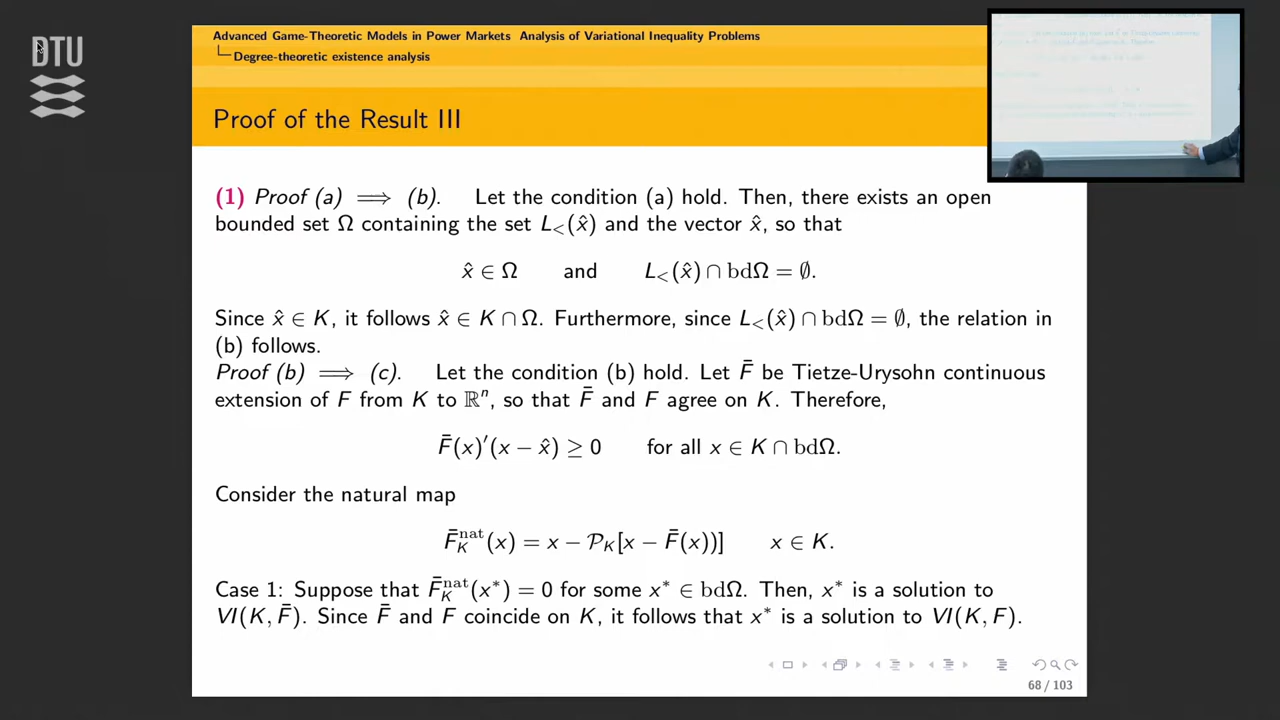 DTU
Advanced Game-Theoretic Models in Power Markets Analysis of Variational Inequality Problems
Degree-theoretic existence analysis
Proof of the Result III
(1) Proof (a) ⟹ (b). Let the condition (a) hold. Then, there exists an open
bounded set Ω containing the set L<(x̂) and the vector x̂, so that
x̂ ∈ Ω and L<(x̂) ∩ bdΩ = ∅.
Since x̂ ∈ K, it follows x̂ ∈ K ∩ Ω. Furthermore, since L<(x̂) ∩ bdΩ = ∅, the relation in
(b) follows.
Proof (b) ⟹ (c). Let the condition (b) hold. Let F̄ be Tietze-Urysohn continuous
extension of F from K to ℝⁿ, so that F̄ and F agree on K. Therefore,
F̄(x)′(x − x̂) ≥ 0 for all x ∈ K ∩ bdΩ.
Consider the natural map
F̄ᴷnat(x) = x − 𝒫K[x − F̄(x))] x ∈ K.
Case 1: Suppose that F̄ᴷnat(x*) = 0 for some x* ∈ bdΩ. Then, x* is a solution to
VI(K, F̄). Since F̄ and F coincide on K, it follows that x* is a solution to VI(K, F).
68 / 103